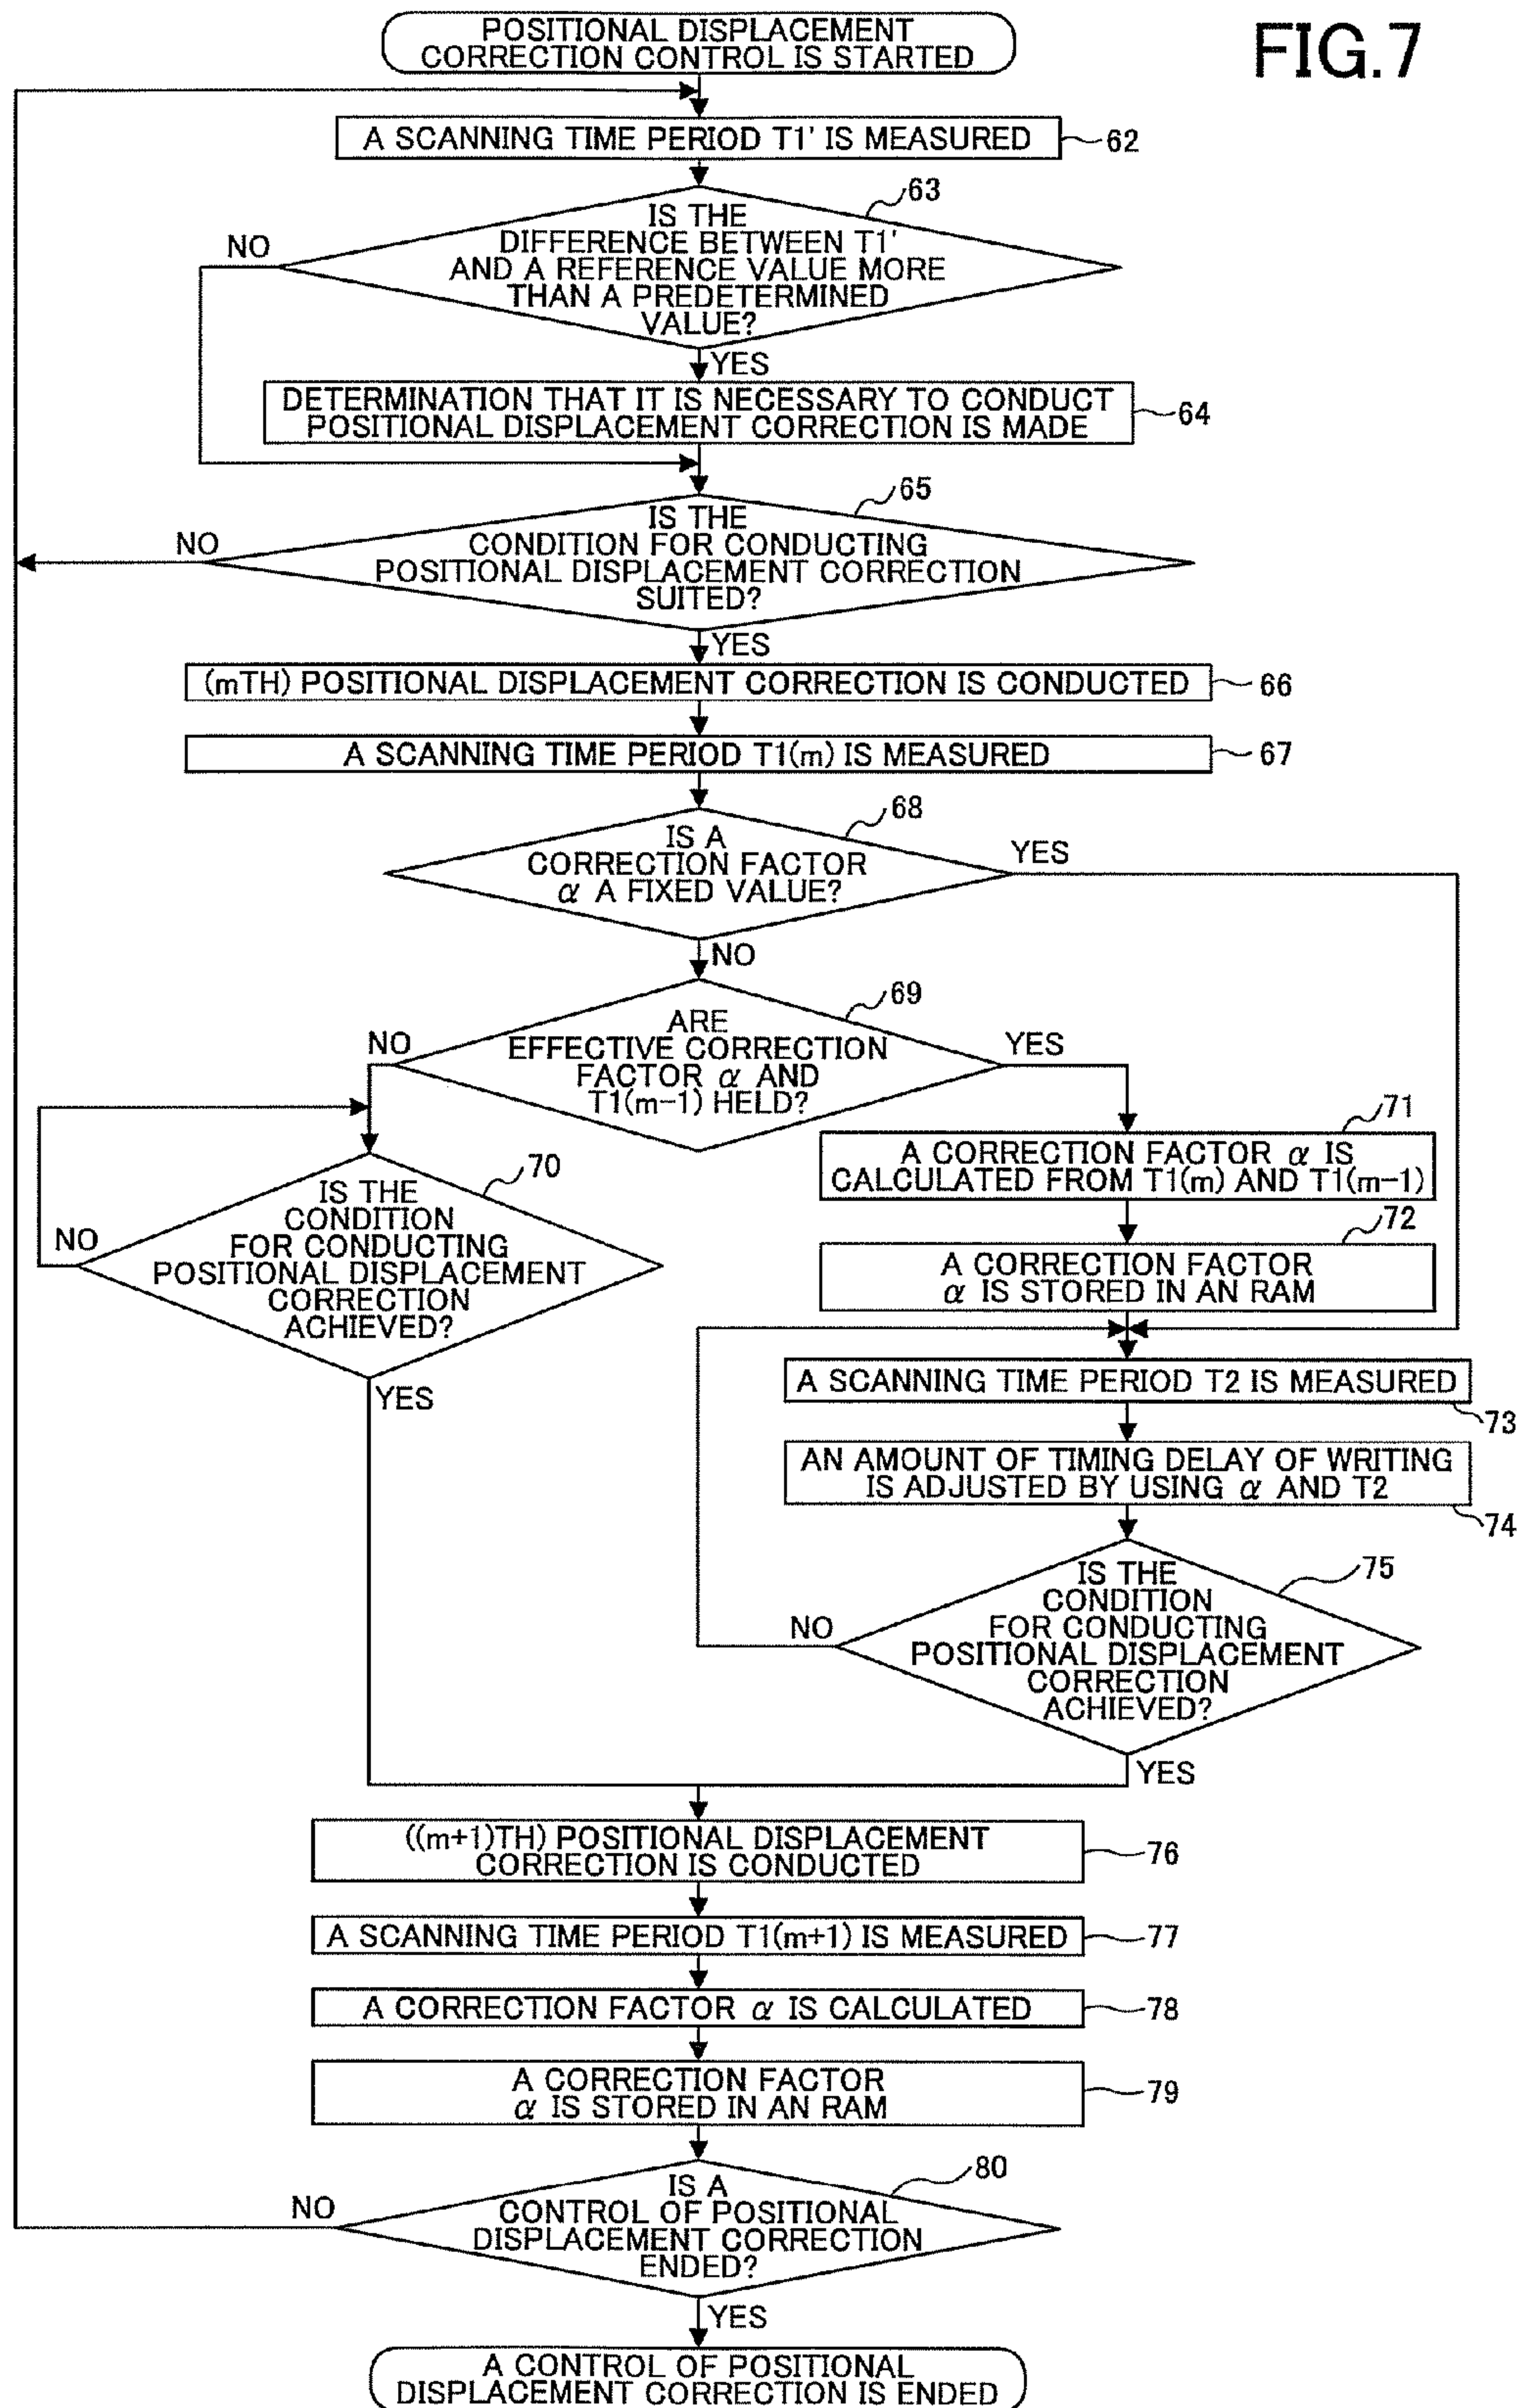 FIG.7
POSITIONAL DISPLACEMENT
CORRECTION CONTROL IS STARTED
A SCANNING TIME PERIOD T1' IS MEASURED
62
63
IS THE
DIFFERENCE BETWEEN T1'
AND A REFERENCE VALUE MORE
THAN A PREDETERMINED
VALUE?
NO
YES
DETERMINATION THAT IT IS NECESSARY TO CONDUCT
POSITIONAL DISPLACEMENT CORRECTION IS MADE
64
65
IS THE
CONDITION FOR CONDUCTING
POSITIONAL DISPLACEMENT CORRECTION
SUITED?
NO
YES
(mTH) POSITIONAL DISPLACEMENT CORRECTION IS CONDUCTED
66
A SCANNING TIME PERIOD T1(m) IS MEASURED
67
68
IS A
CORRECTION FACTOR
α A FIXED VALUE?
YES
NO
69
ARE
EFFECTIVE CORRECTION
FACTOR α AND
T1(m-1) HELD?
NO
YES
70
IS THE
CONDITION
FOR CONDUCTING
POSITIONAL DISPLACEMENT
CORRECTION
ACHIEVED?
NO
YES
71
A CORRECTION FACTOR α IS
CALCULATED FROM T1(m) AND T1(m-1)
72
A CORRECTION FACTOR
α IS STORED IN AN RAM
A SCANNING TIME PERIOD T2 IS MEASURED
73
AN AMOUNT OF TIMING DELAY OF WRITING
IS ADJUSTED BY USING α AND T2
74
75
IS THE
CONDITION
FOR CONDUCTING
POSITIONAL DISPLACEMENT
CORRECTION
ACHIEVED?
NO
YES
((m+1)TH) POSITIONAL DISPLACEMENT
CORRECTION IS CONDUCTED
76
A SCANNING TIME PERIOD T1(m+1) IS MEASURED
77
A CORRECTION FACTOR α IS CALCULATED
78
A CORRECTION FACTOR
α IS STORED IN AN RAM
79
80
IS A
CONTROL OF POSITIONAL
DISPLACEMENT CORRECTION
ENDED?
NO
YES
A CONTROL OF POSITIONAL
DISPLACEMENT CORRECTION IS ENDED